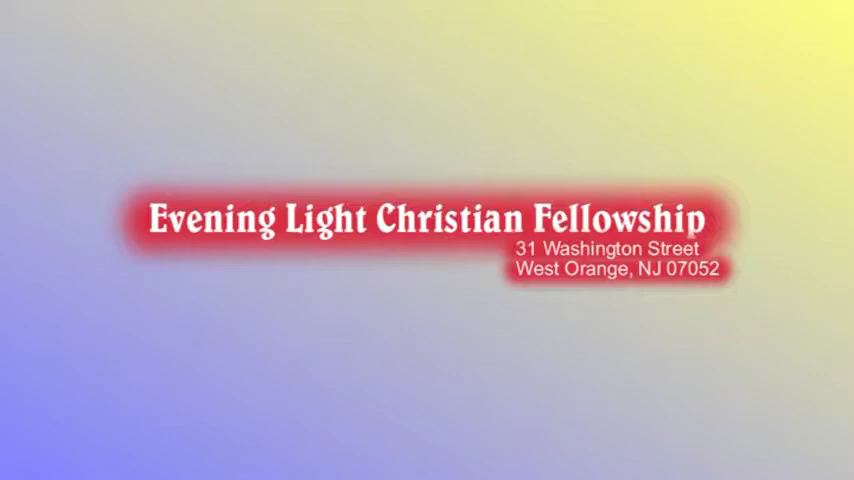 Evening Light Christian Fellowship
31 Washington Street
West Orange, NJ 07052